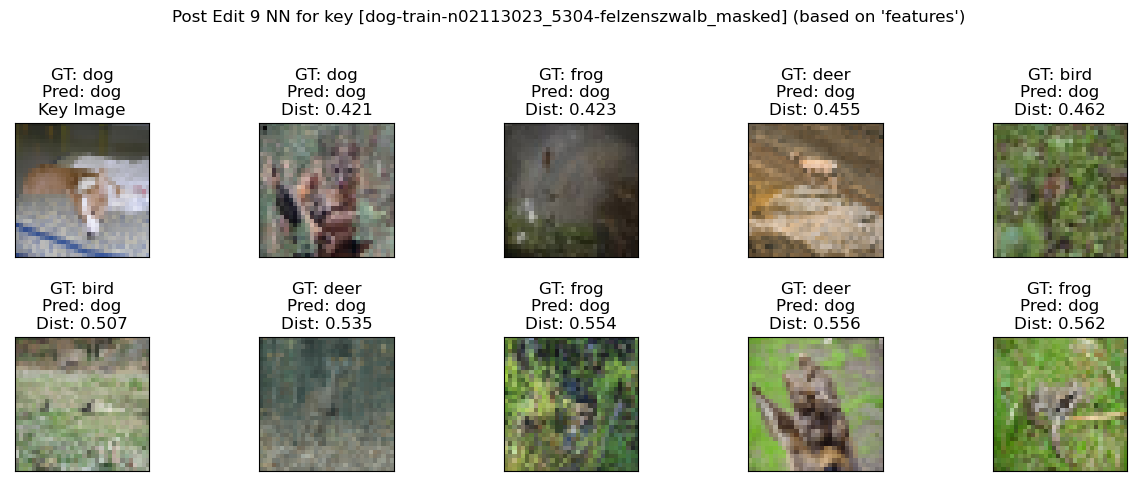 Post Edit 9 NN for key [dog-train-n02113023_5304-felzenszwalb_masked] (based on 'features')
GT: dog
Pred: dog
Key Image
GT: dog
Pred: dog
Dist: 0.421
GT: frog
Pred: dog
Dist: 0.423
GT: deer
Pred: dog
Dist: 0.455
GT: bird
Pred: dog
Dist: 0.462
GT: bird
Pred: dog
Dist: 0.507
GT: deer
Pred: dog
Dist: 0.535
GT: frog
Pred: dog
Dist: 0.554
GT: deer
Pred: dog
Dist: 0.556
GT: frog
Pred: dog
Dist: 0.562